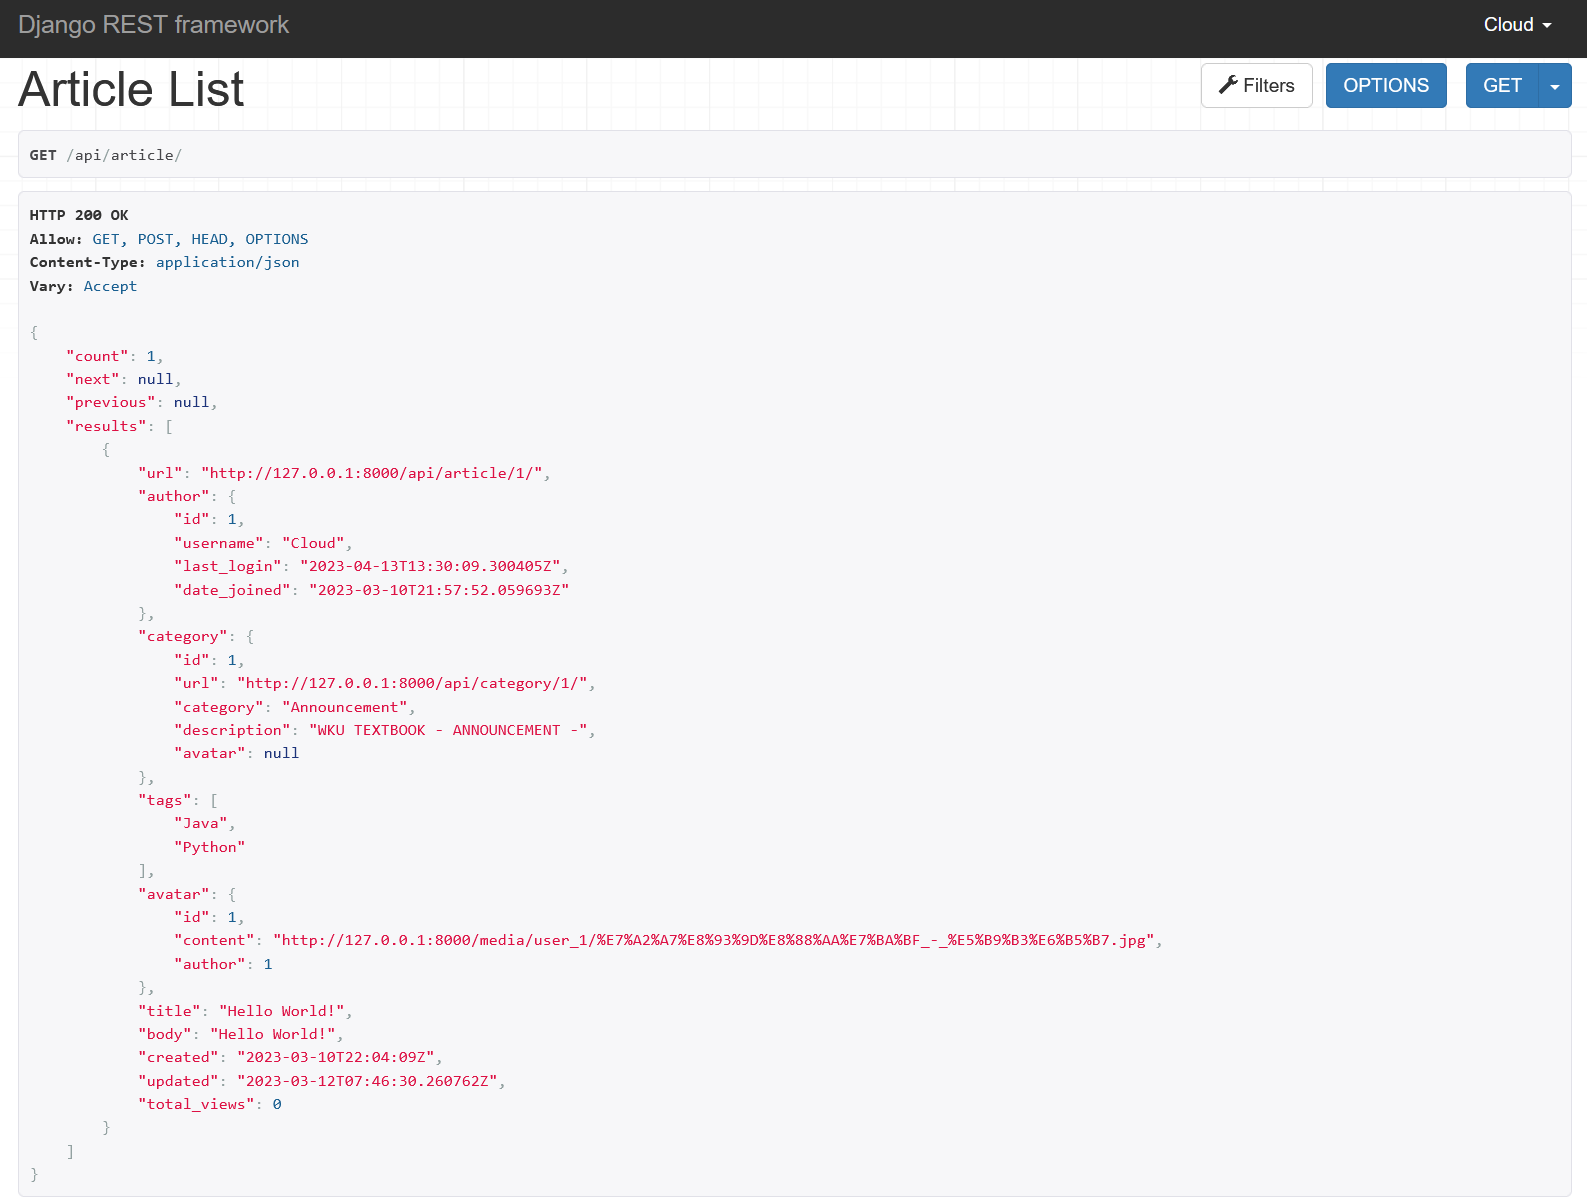 Django REST framework
Cloud
Article List
Filters
OPTIONS
GET
GET /api/article/
HTTP 200 OK
Allow: GET, POST, HEAD, OPTIONS
Content-Type: application/json
Vary: Accept
{
    "count": 1,
    "next": null,
    "previous": null,
    "results": [
        {
            "url": "http://127.0.0.1:8000/api/article/1/",
            "author": {
                "id": 1,
                "username": "Cloud",
                "last_login": "2023-04-13T13:30:09.300405Z",
                "date_joined": "2023-03-10T21:57:52.059693Z"
            },
            "category": {
                "id": 1,
                "url": "http://127.0.0.1:8000/api/category/1/",
                "category": "Announcement",
                "description": "WKU TEXTBOOK - ANNOUNCEMENT -",
                "avatar": null
            },
            "tags": [
                "Java",
                "Python"
            ],
            "avatar": {
                "id": 1,
                "content": "http://127.0.0.1:8000/media/user_1/%E7%A2%A7%E8%93%9D%E8%88%AA%E7%BA%BF_-_%E5%B9%B3%E6%B5%B7.jpg",
                "author": 1
            },
            "title": "Hello World!",
            "body": "Hello World!",
            "created": "2023-03-10T22:04:09Z",
            "updated": "2023-03-12T07:46:30.260762Z",
            "total_views": 0
        }
    ]
}